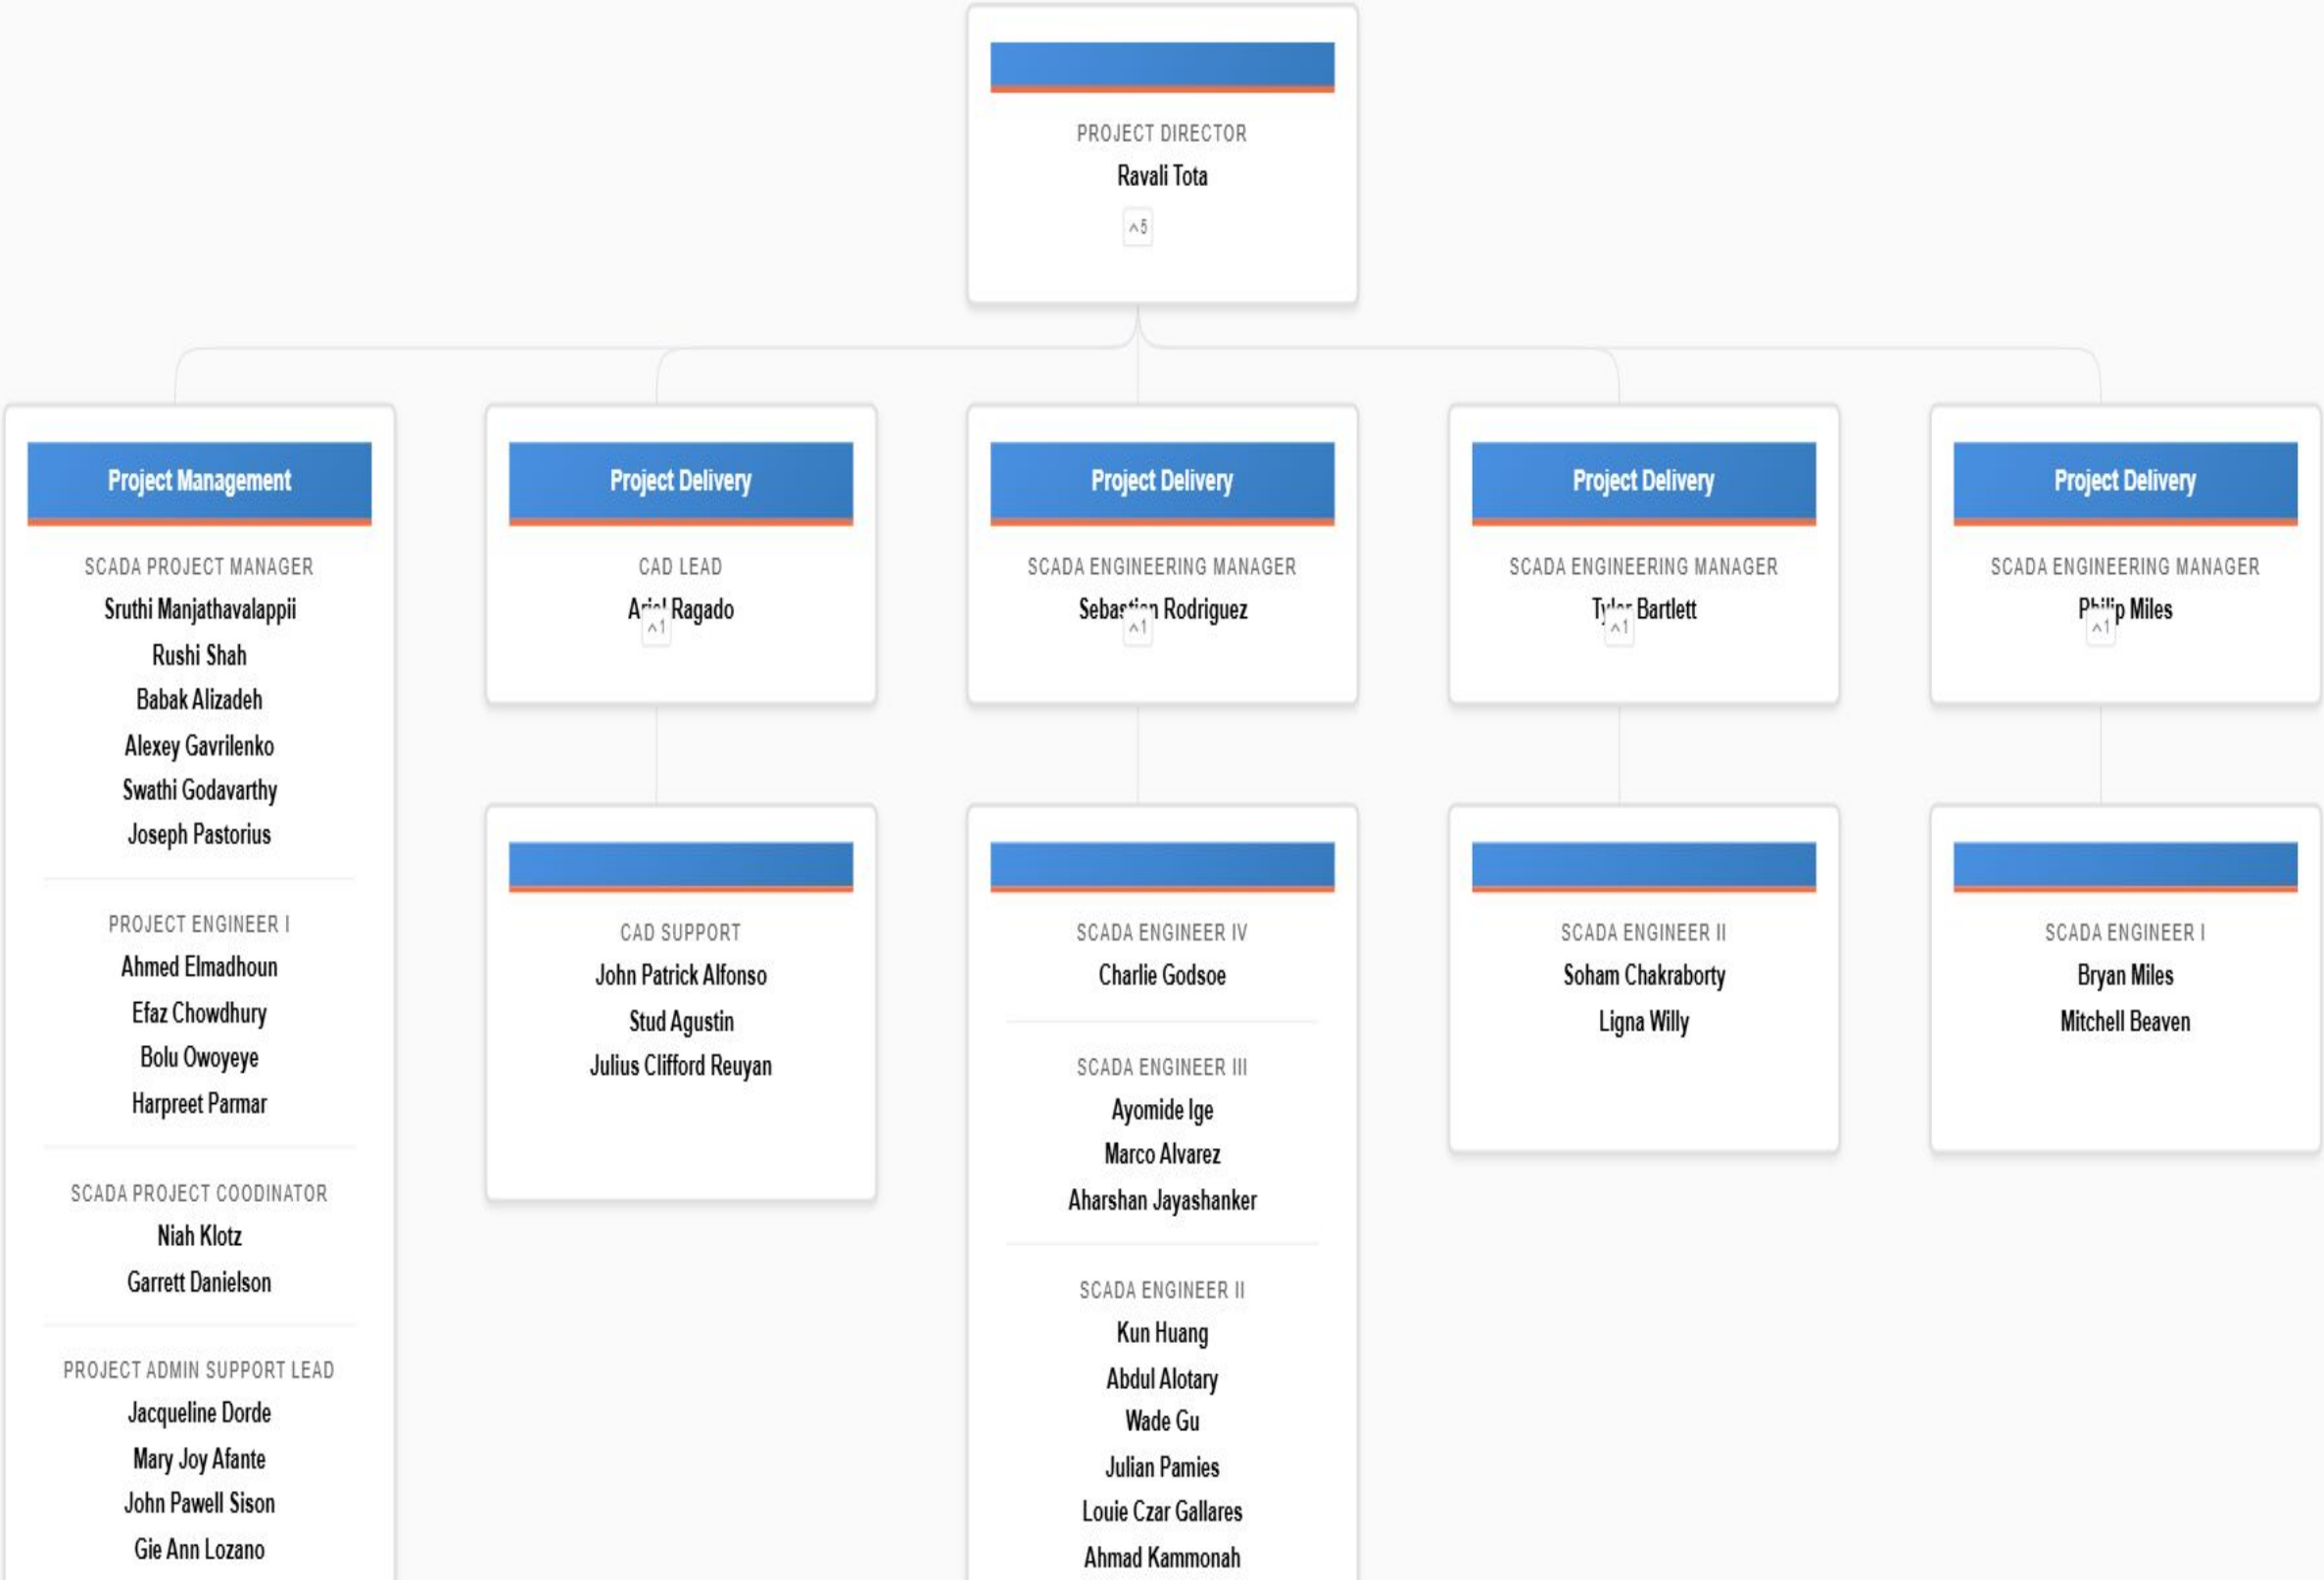 PROJECT DIRECTOR
Ravali Tota
^5
Project Management
SCADA PROJECT MANAGER
Sruthi Manjathavalappii
Rushi Shah
Babak Alizadeh
Alexey Gavrilenko
Swathi Godavarthy
Joseph Pastorius
PROJECT ENGINEER I
Ahmed Elmadhoun
Efaz Chowdhury
Bolu Owoyeye
Harpreet Parmar
SCADA PROJECT COODINATOR
Niah Klotz
Garrett Danielson
PROJECT ADMIN SUPPORT LEAD
Jacqueline Dorde
Mary Joy Afante
John Pawell Sison
Gie Ann Lozano
Project Delivery
CAD LEAD
Ariel Ragado
^1
CAD SUPPORT
John Patrick Alfonso
Stud Agustin
Julius Clifford Reuyan
Project Delivery
SCADA ENGINEERING MANAGER
Sebastian Rodriguez
^1
SCADA ENGINEER IV
Charlie Godsoe
SCADA ENGINEER III
Ayomide Ige
Marco Alvarez
Aharshan Jayashanker
SCADA ENGINEER II
Kun Huang
Abdul Alotary
Wade Gu
Julian Pamies
Louie Czar Gallares
Ahmad Kammonah
Project Delivery
SCADA ENGINEERING MANAGER
Tyler Bartlett
^1
SCADA ENGINEER II
Soham Chakraborty
Ligna Willy
Project Delivery
SCADA ENGINEERING MANAGER
Philip Miles
^1
SCADA ENGINEER I
Bryan Miles
Mitchell Beaven